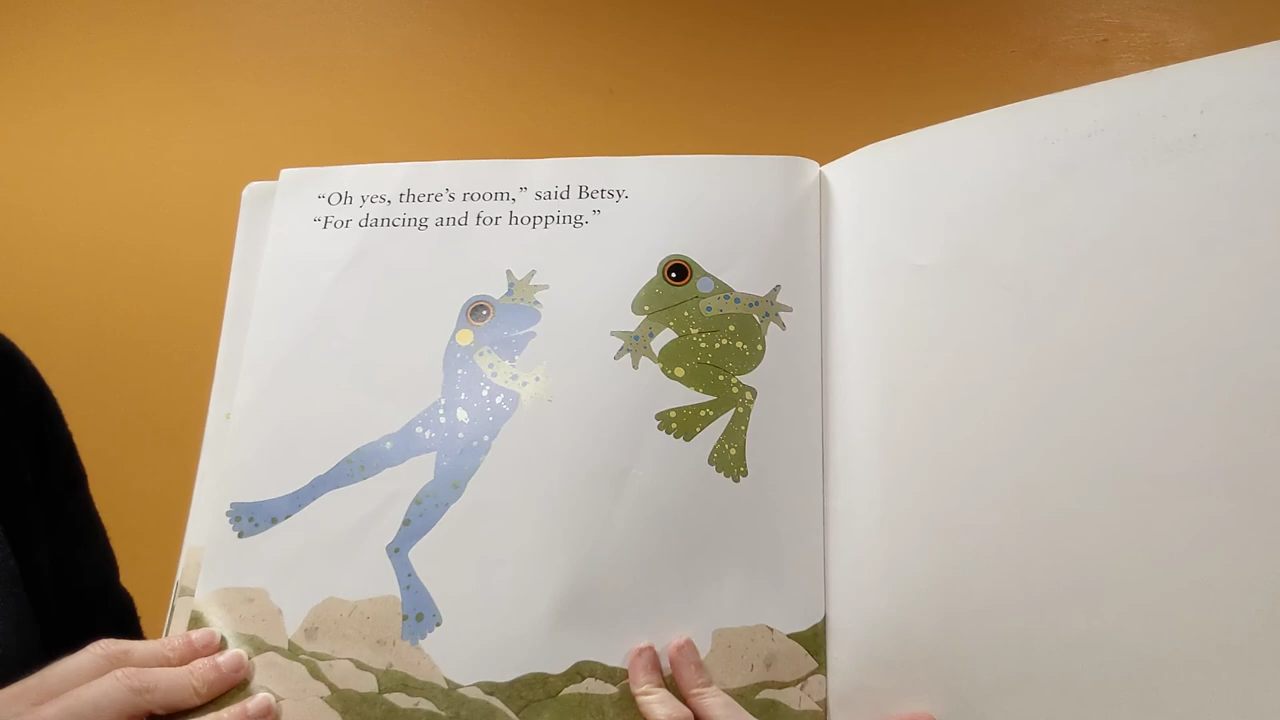 “Oh yes, there’s room,” said Betsy.
“For dancing and for hopping.”